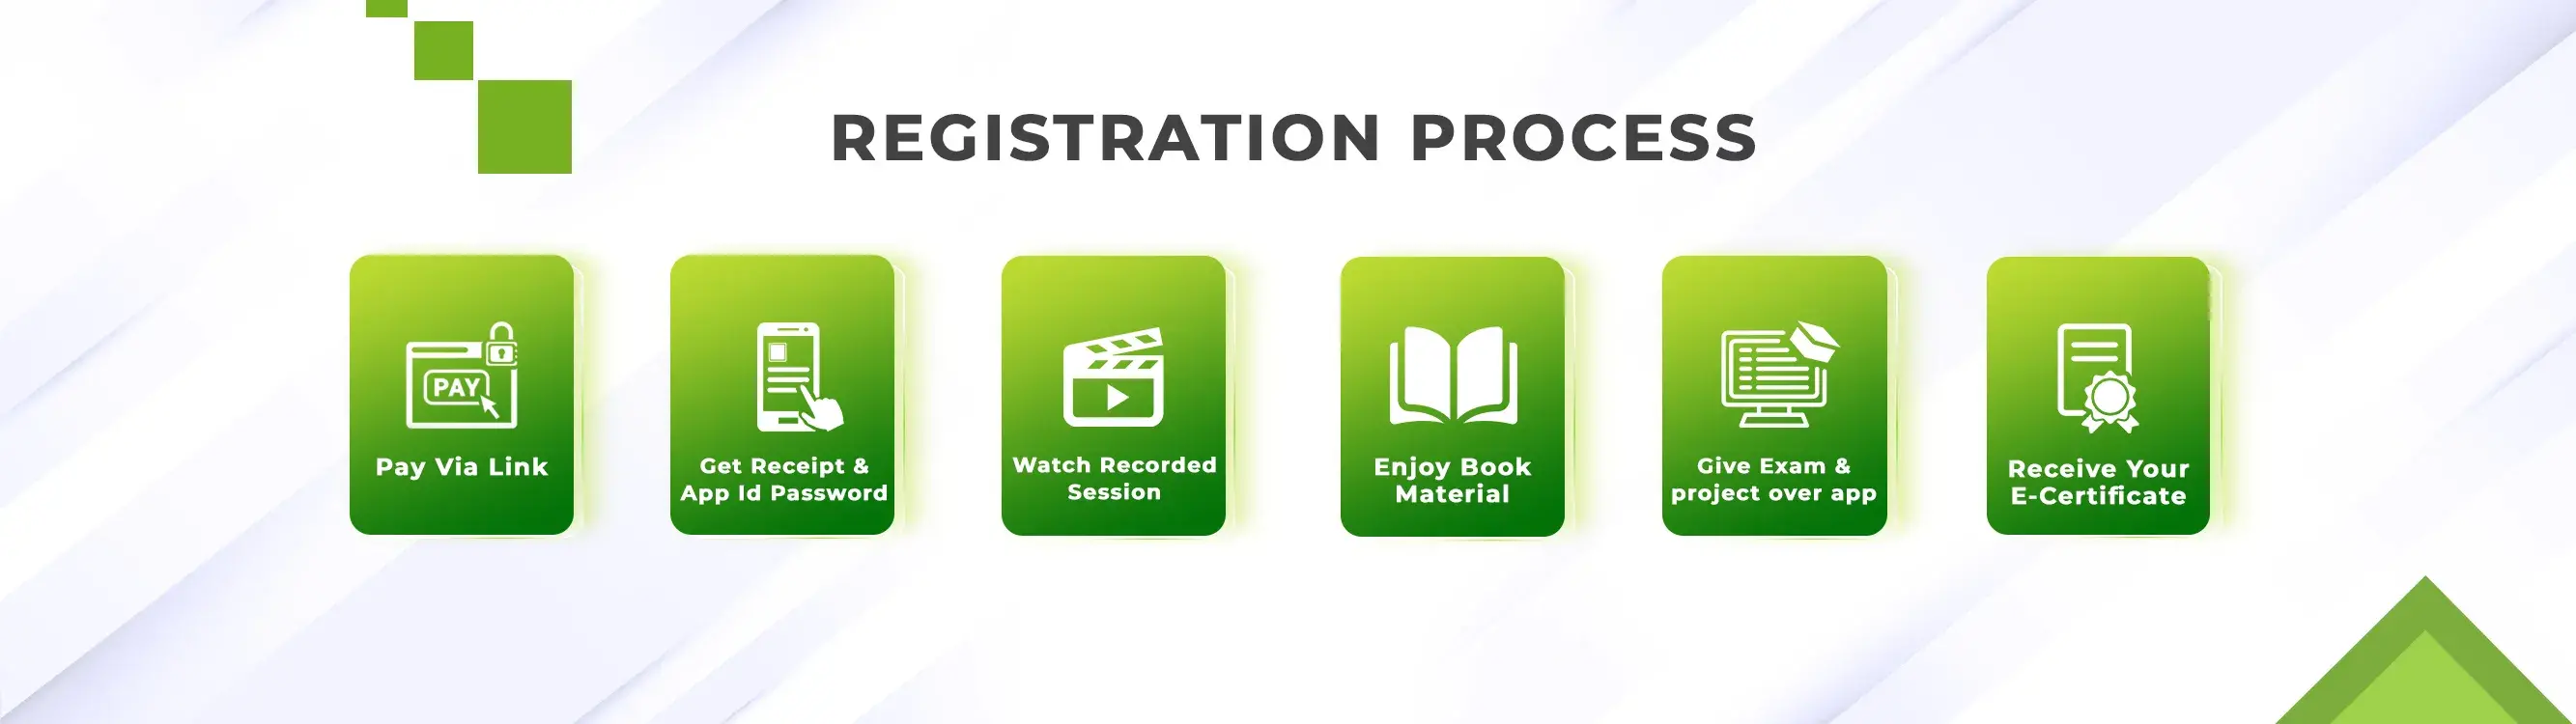 REGISTRATION PROCESS
PAY
Pay Via Link
Get Receipt &
App Id Password
Watch Recorded
Session
Enjoy Book
Material
Give Exam &
project over app
Receive Your
E-Certificate